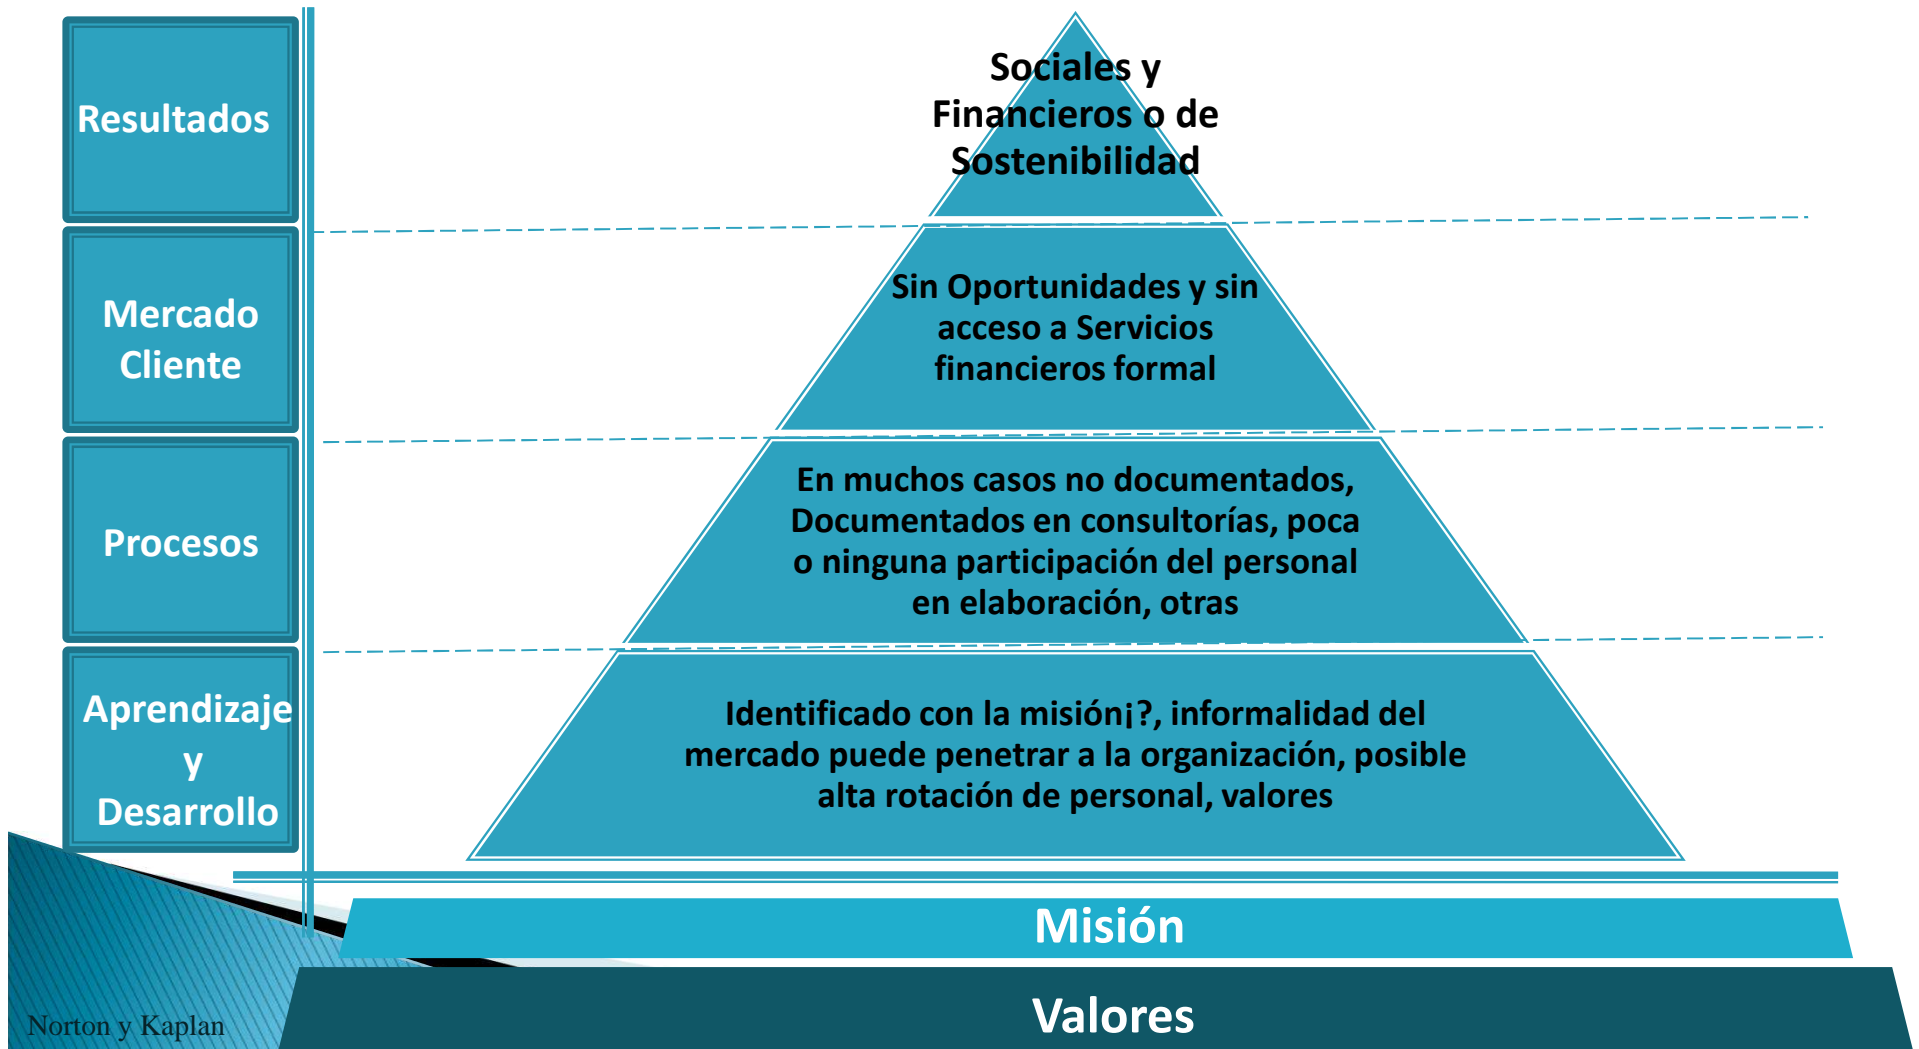 Resultados
Sociales y
Financieros o de
Sostenibilidad
Mercado
Cliente
Sin Oportunidades y sin
acceso a Servicios
financieros formal
Procesos
En muchos casos no documentados,
Documentados en consultorías, poca
o ninguna participación del personal
en elaboración, otras
Aprendizaje
y
Desarrollo
Identificado con la misión¡?, informalidad del
mercado puede penetrar a la organización, posible
alta rotación de personal, valores
Misión
Valores
Norton y Kaplan